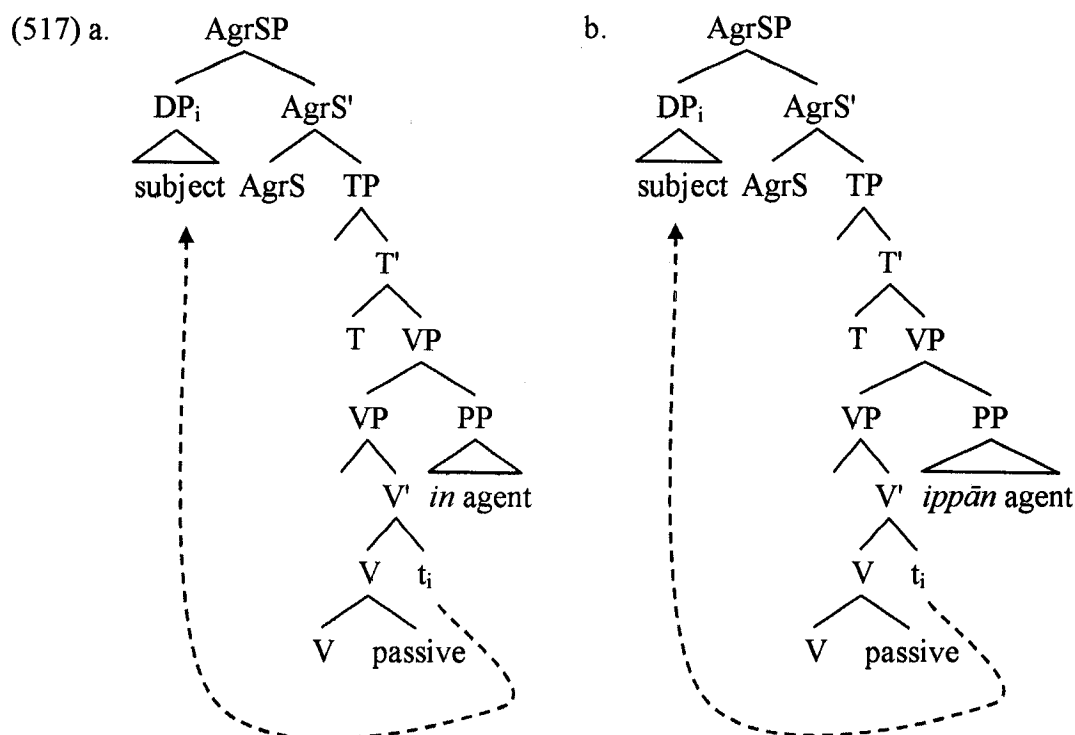 (517) a. AgrSP b. AgrSP
DPi AgrS' DPi AgrS'
subject AgrS TP subject AgrS TP
T' T'
T VP T VP
VP PP VP PP
V' in agent V' ippān agent
V ti V ti
V passive V passive